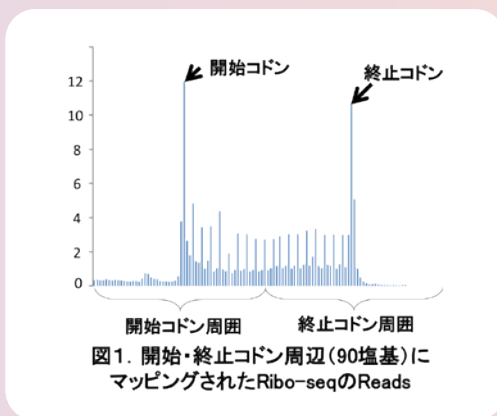 12
10
8
6
4
2
0
開始コドン
終止コドン
開始コドン周囲
終止コドン周囲
図1. 開始・終止コドン周辺(90塩基)に
マッピングされたRibo-seqのReads